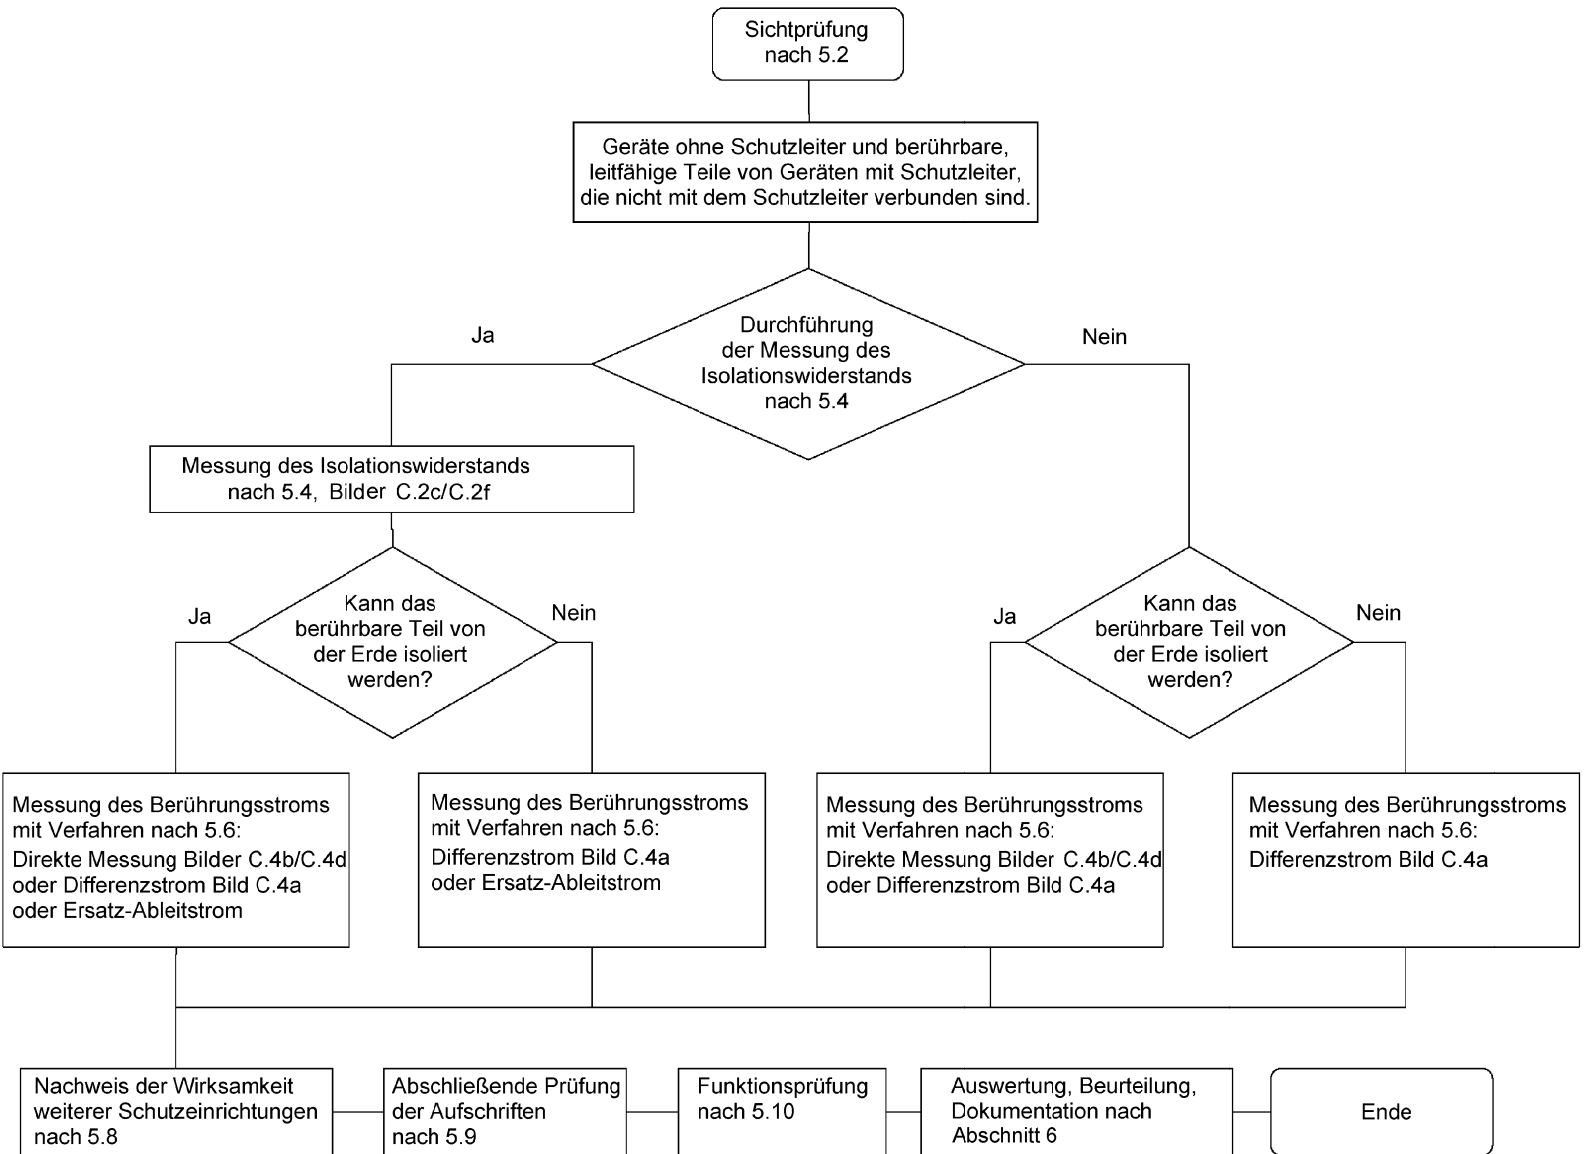 Sichtprüfung
nach 5.2
Geräte ohne Schutzleiter und berührbare,
leitfähige Teile von Geräten mit Schutzleiter,
die nicht mit dem Schutzleiter verbunden sind.
Durchführung
der Messung des
Isolationswiderstands
nach 5.4
Ja
Nein
Messung des Isolationswiderstands
nach 5.4, Bilder C.2c/C.2f
Kann das
berührbare Teil von
der Erde isoliert
werden?
Ja
Nein
Kann das
berührbare Teil von
der Erde isoliert
werden?
Ja
Nein
Messung des Berührungsstroms
mit Verfahren nach 5.6:
Direkte Messung Bilder C.4b/C.4d
oder Differenzstrom Bild C.4a
oder Ersatz-Ableitstrom
Messung des Berührungsstroms
mit Verfahren nach 5.6:
Differenzstrom Bild C.4a
oder Ersatz-Ableitstrom
Messung des Berührungsstroms
mit Verfahren nach 5.6:
Direkte Messung Bilder C.4b/C.4d
oder Differenzstrom Bild C.4a
Messung des Berührungsstroms
mit Verfahren nach 5.6:
Differenzstrom Bild C.4a
Nachweis der Wirksamkeit
weiterer Schutzeinrichtungen
nach 5.8
Abschließende Prüfung
der Aufschriften
nach 5.9
Funktionsprüfung
nach 5.10
Auswertung, Beurteilung,
Dokumentation nach
Abschnitt 6
Ende